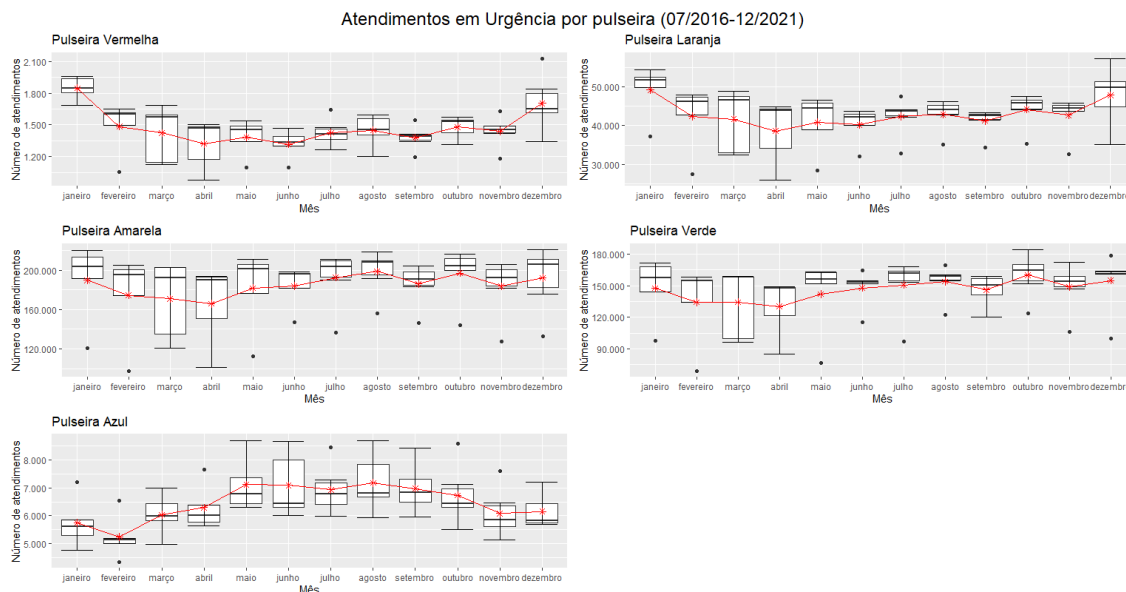 Atendimentos em Urgência por pulseira (07/2016-12/2021)
Pulseira Vermelha
Número de atendimentos
2.100
1.800
1.500
1.200
janeiro fevereiro março abril maio junho julho agosto setembro outubro novembro dezembro
Mês
Pulseira Laranja
Número de atendimentos
50.000
40.000
30.000
janeiro fevereiro março abril maio junho julho agosto setembro outubro novembro dezembro
Mês
Pulseira Amarela
Número de atendimentos
200.000
160.000
120.000
janeiro fevereiro março abril maio junho julho agosto setembro outubro novembro dezembro
Mês
Pulseira Verde
Número de atendimentos
180.000
150.000
120.000
90.000
janeiro fevereiro março abril maio junho julho agosto setembro outubro novembro dezembro
Mês
Pulseira Azul
Número de atendimentos
8.000
7.000
6.000
5.000
janeiro fevereiro março abril maio junho julho agosto setembro outubro novembro dezembro
Mês